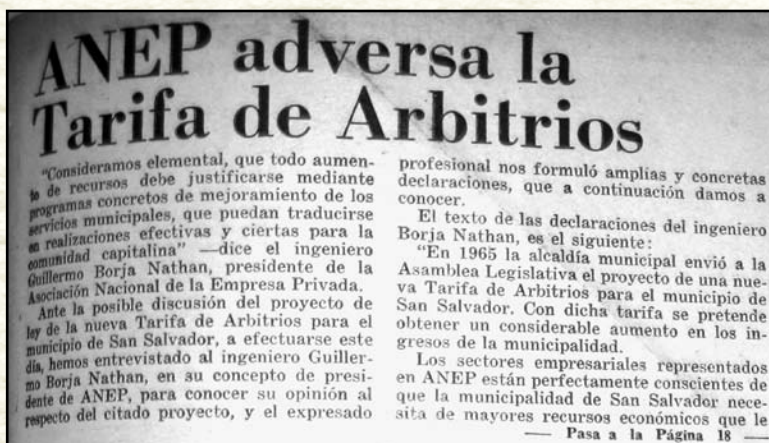 ANEP adversa la
Tarifa de Arbitrios
"Consideramos elemental, que todo aumen-
to de recursos debe justificarse mediante
programas concretos de mejoramiento de los
servicios municipales, que puedan traducirse
en realizaciones efectivas y ciertas para la
comunidad capitalina" —dice el ingeniero
Guillermo Borja Nathan, presidente de la
Asociación Nacional de la Empresa Privada.
Ante la posible discusión del proyecto de
ley de la nueva Tarifa de Arbitrios para el
municipio de San Salvador, a efectuarse este
día, hemos entrevistado al ingeniero Guiller-
mo Borja Nathan, en su concepto de presi-
dente de ANEP, para conocer su opinión al
respecto del citado proyecto, y el expresado
profesional nos formuló amplias y concretas
declaraciones, que a continuación damos a
conocer.
El texto de las declaraciones del ingeniero
Borja Nathan, es el siguiente:
"En 1965 la alcaldía municipal envió a la
Asamblea Legislativa el proyecto de una nue-
va Tarifa de Arbitrios para el municipio de
San Salvador. Con dicha tarifa se pretende
obtener un considerable aumento en los in-
gresos de la municipalidad.
Los sectores empresariales representados
en ANEP están perfectamente conscientes de
que la municipalidad de San Salvador nece-
sita de mayores recursos económicos que le
— Pasa a la Página 18 —